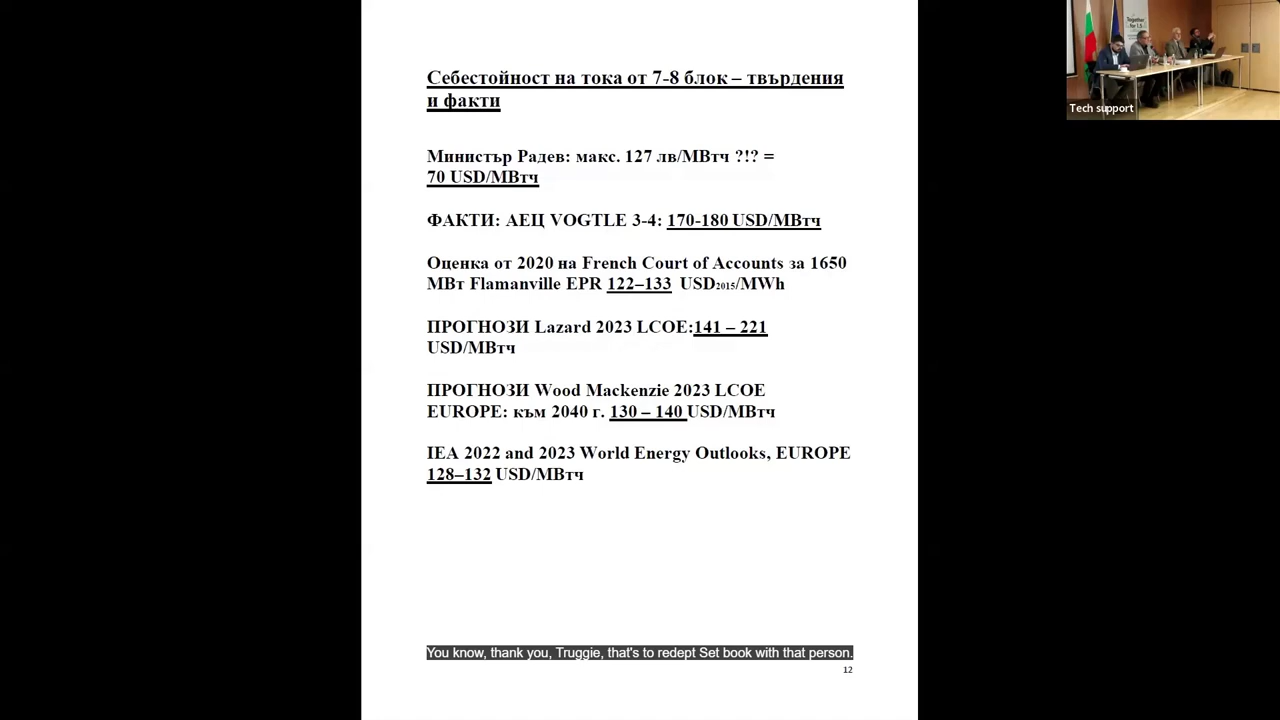 Себестойност на тока от 7-8 блок – твърдения
и факти
Министър Радев: макс. 127 лв/МВтч ?!? =
70 USD/МВтч
ФАКТИ: АЕЦ VOGTLE 3-4: 170-180 USD/МВтч
Оценка от 2020 на French Court of Accounts за 1650
МВт Flamanville EPR 122–133 USD2015/MWh
ПРОГНОЗИ Lazard 2023 LCOE:141 – 221
USD/МВтч
ПРОГНОЗИ Wood Mackenzie 2023 LCOE
EUROPE: към 2040 г. 130 – 140 USD/МВтч
IEA 2022 and 2023 World Energy Outlooks, EUROPE
128–132 USD/МВтч
You know, thank you, Truggie, that's to redept Set book with that person.
12
Together
for 1.5
Tech support